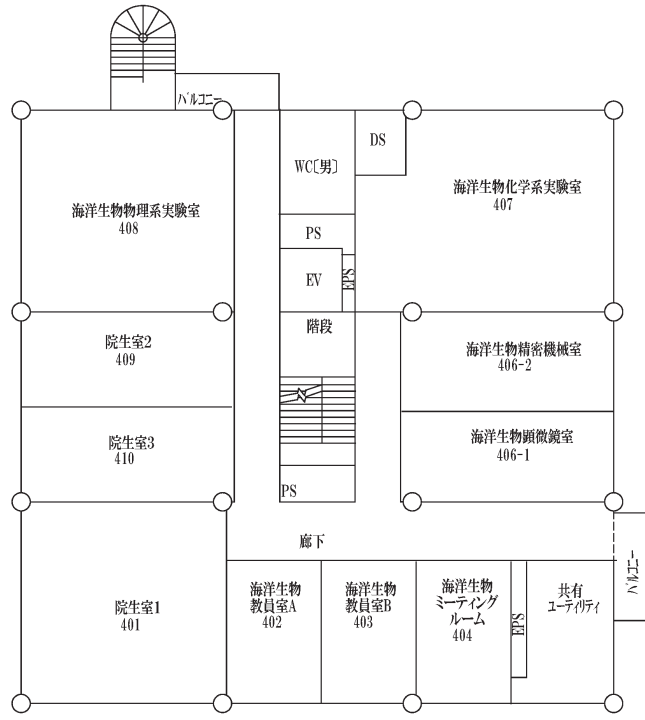 バルコニー
WC〔男〕
DS
海洋生物物理系実験室
408
海洋生物化学系実験室
407
PS
EV
EPS
階段
院生室2
409
海洋生物精密機械室
406-2
院生室3
410
海洋生物顕微鏡室
406-1
PS
廊下
バルコニー
院生室1
401
海洋生物
教員室A
402
海洋生物
教員室B
403
海洋生物
ミーティング
ルーム
404
EPS
共有
ユーティリティ